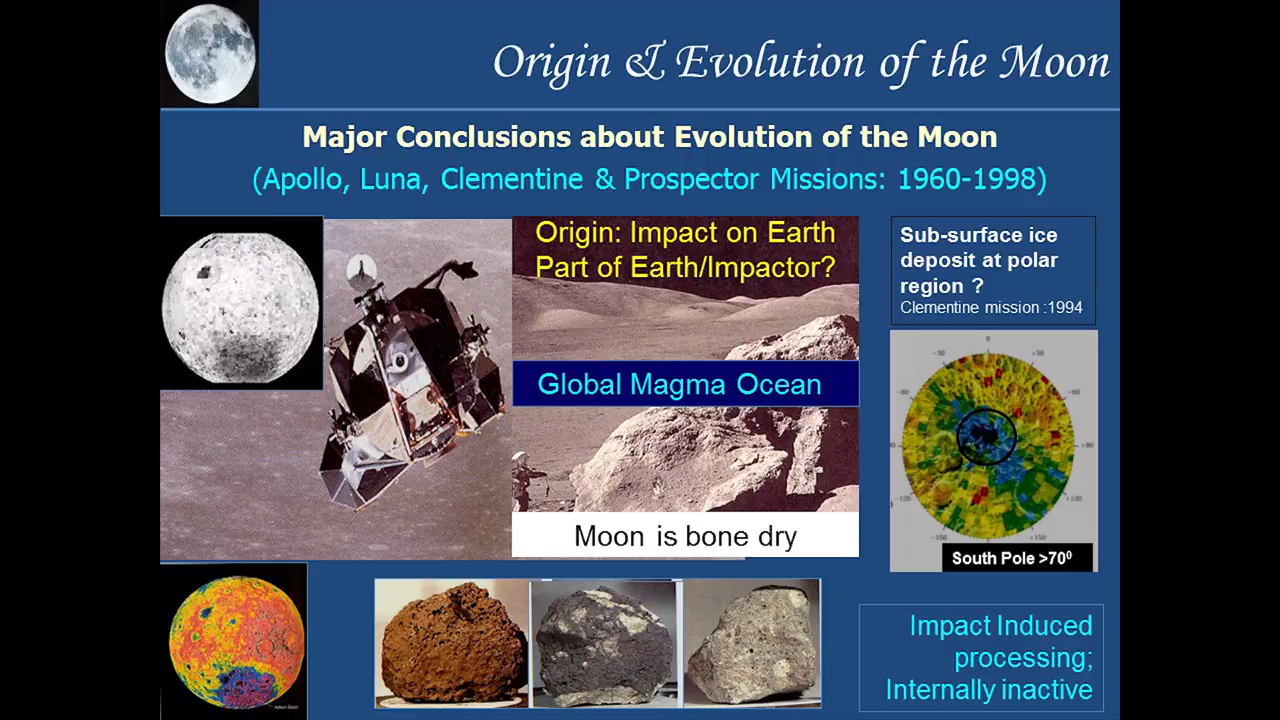 Origin & Evolution of the Moon
Major Conclusions about Evolution of the Moon
(Apollo, Luna, Clementine & Prospector Missions: 1960-1998)
Origin: Impact on Earth
Part of Earth/Impactor?
Global Magma Ocean
Moon is bone dry
Sub-surface ice
deposit at polar
region ?
Clementine mission :1994
0
South Pole >70⁰
Impact Induced
processing;
Internally inactive